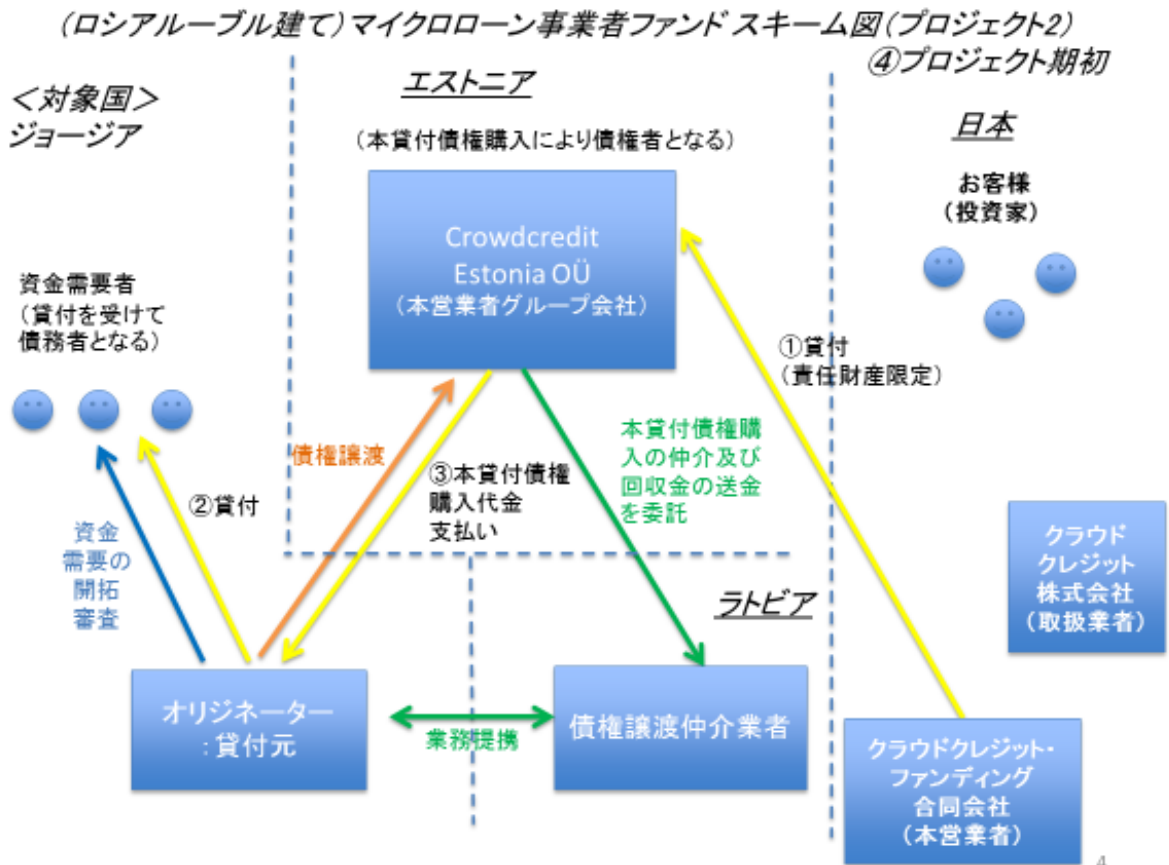 (ロシアルーブル建て)マイクロローン事業者ファンド スキーム図(プロジェクト2)
④プロジェクト期初
<対象国>
ジョージア
エストニア
(本貸付債権購入により債権者となる)
日本
お客様
(投資家)
Crowdcredit
Estonia OÜ
(本営業者グループ会社)
資金需要者
(貸付を受けて
債務者となる)
①貸付
(責任財産限定)
債権譲渡
③本貸付債権
購入代金
支払い
本貸付債権購
入の仲介及び
回収金の送金
を委託
②貸付
資金
需要の
開拓
審査
クラウド
クレジット
株式会社
(取扱業者)
ラトビア
オリジネーター
:貸付元
業務提携
債権譲渡仲介業者
クラウドクレジット・
ファンディング
合同会社
(本営業者)
4